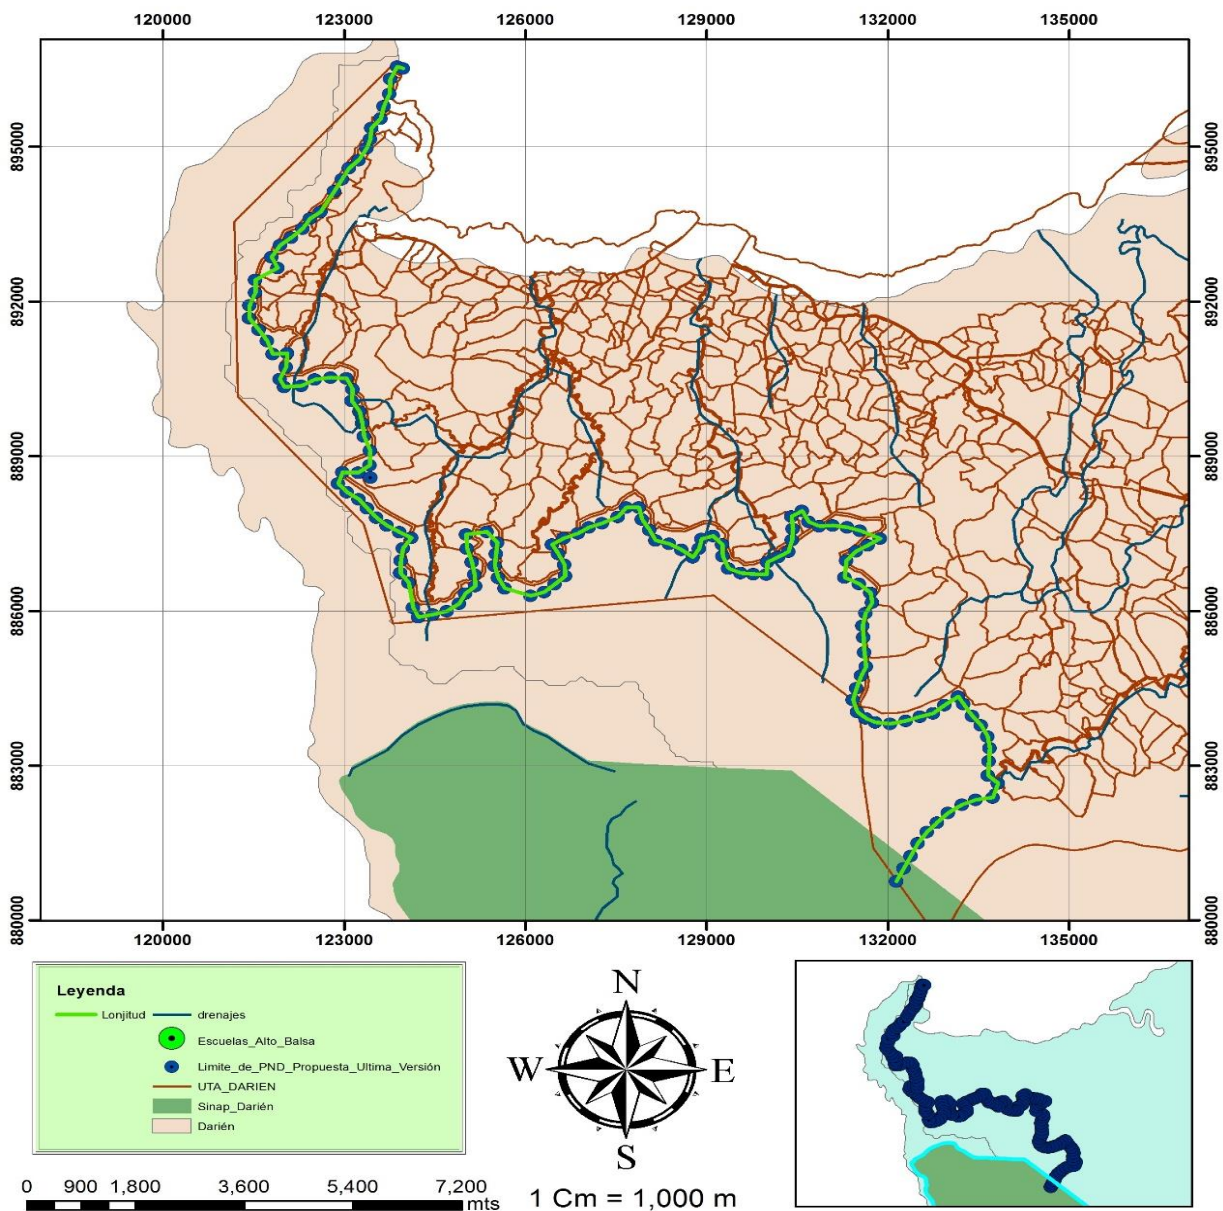 120000 123000 126000 129000 132000 135000
895000 895000
892000 892000
889000 889000
886000 886000
883000 883000
880000 880000
120000 123000 126000 129000 132000 135000
Leyenda
Lonjitud drenajes
Escuelas_Alto_Balsa
Limite_de_PND_Propuesta_Ultima_Versión
UTA_DARIEN
Sinap_Darién
Darién
N
W E
S
0 900 1,800 3,600 5,400 7,200
mts
1 Cm = 1,000 m